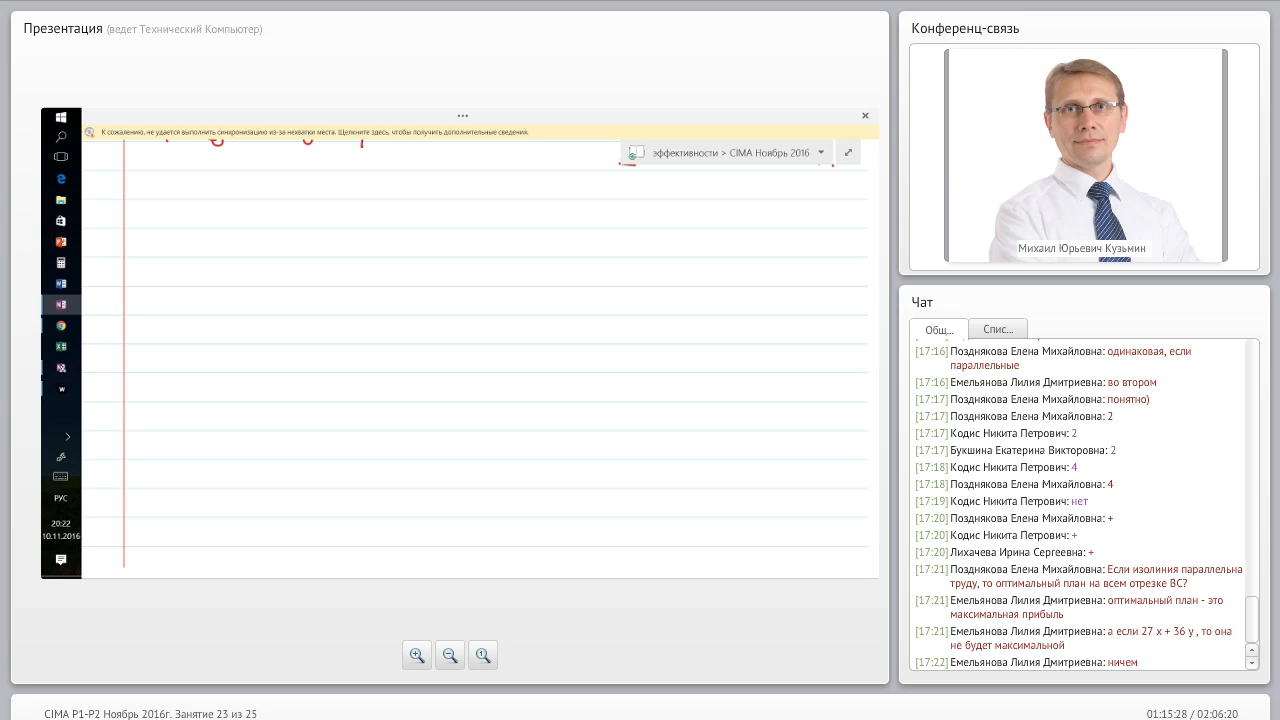 Презентация (ведет Технический Компьютер)
К сожалению, не удается выполнить синхронизацию из-за нехватки места. Щелкните здесь, чтобы получить дополнительные сведения.
эффективности > CIMA Ноябрь 2016
РУС
20:22
10.11.2016
Конференц-связь
Михаил Юрьевич Кузьмин
Чат
Общ...
Спис...
[17:16] Позднякова Елена Михайловна: одинаковая, если
параллельные
[17:16] Емельянова Лилия Дмитриевна: во втором
[17:17] Позднякова Елена Михайловна: понятно)
[17:17] Позднякова Елена Михайловна: 2
[17:17] Кодис Никита Петрович: 2
[17:17] Букшина Екатерина Викторовна: 2
[17:18] Кодис Никита Петрович: 4
[17:18] Позднякова Елена Михайловна: 4
[17:19] Кодис Никита Петрович: нет
[17:20] Позднякова Елена Михайловна: +
[17:20] Кодис Никита Петрович: +
[17:20] Лихачева Ирина Сергеевна: +
[17:21] Позднякова Елена Михайловна: Если изолиния параллельна
труду, то оптимальный план на всем отрезке ВС?
[17:21] Емельянова Лилия Дмитриевна: оптимальный план - это
максимальная прибыль
[17:21] Емельянова Лилия Дмитриевна: а если 27 х + 36 у , то она
не будет максимальной
[17:22] Емельянова Лилия Дмитриевна: ничем
CIMA P1-P2 Ноябрь 2016г. Занятие 23 из 25
01:15:28 / 02:06:20